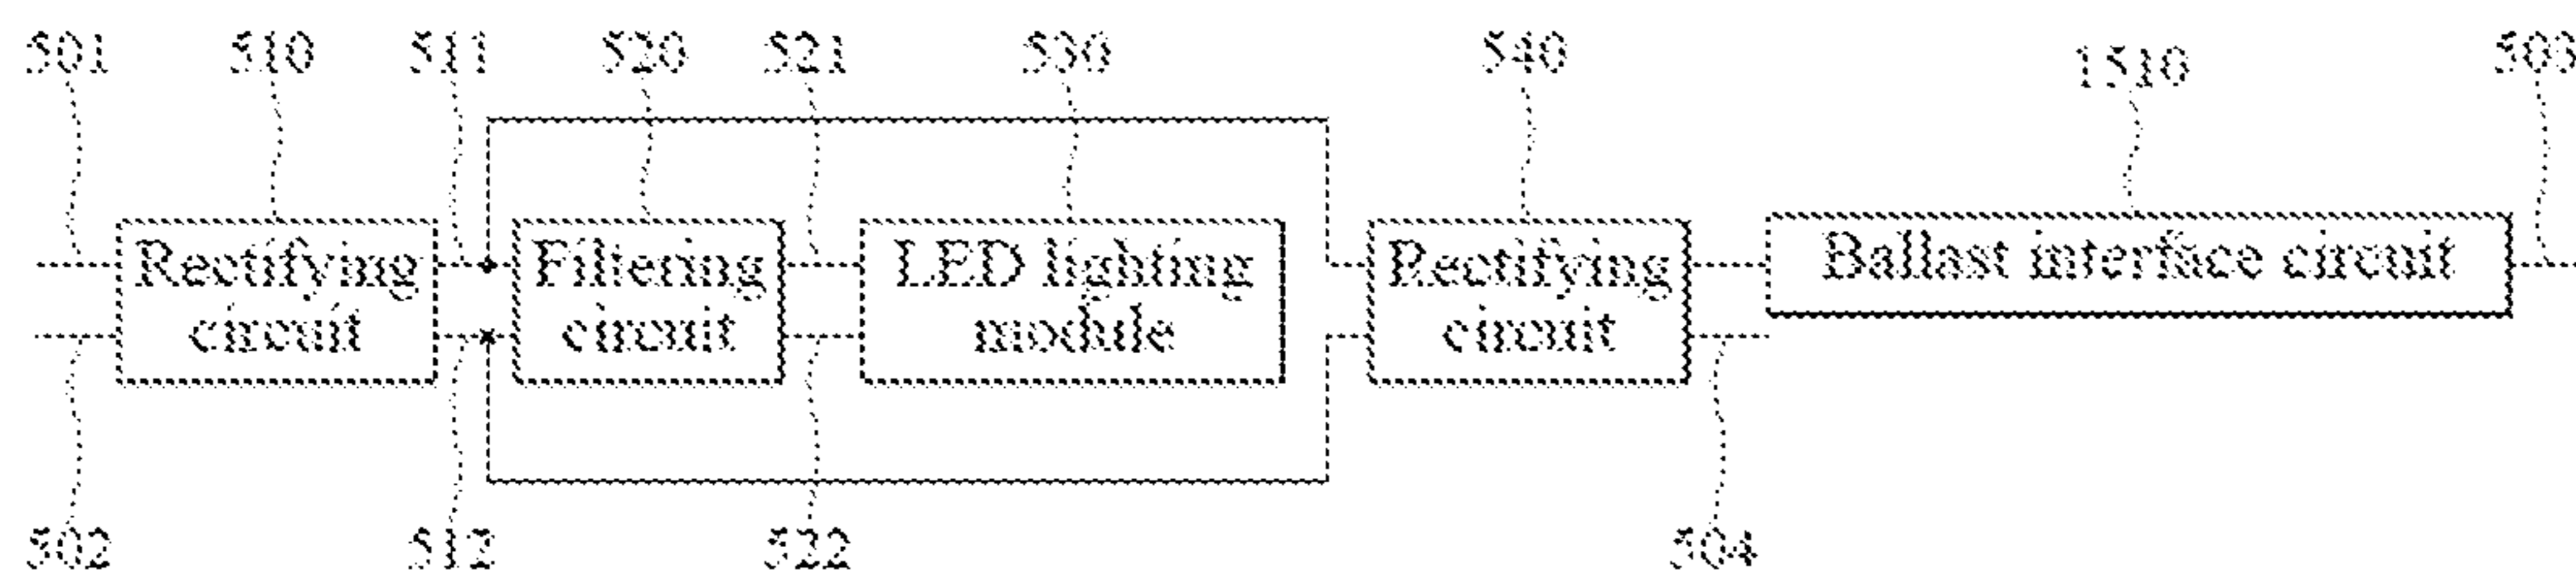 501 510 511 520 521 530 540 1510 503
Rectifying circuit
Filtering circuit
LED lighting module
Rectifying circuit
Ballast interface circuit
502 512 522 504